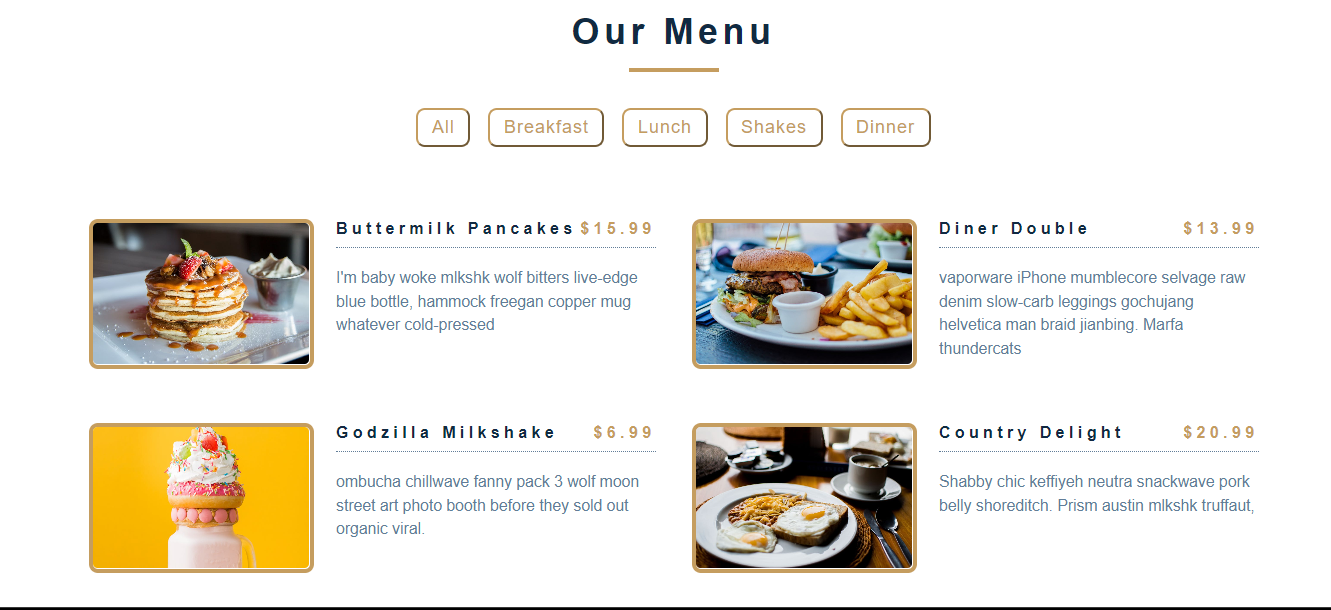 Our Menu
All Breakfast Lunch Shakes Dinner
Buttermilk Pancakes $15.99
I'm baby woke mlkshk wolf bitters live-edge
blue bottle, hammock freegan copper mug
whatever cold-pressed
Diner Double $13.99
vaporware iPhone mumblecore selvage raw
denim slow-carb leggings gochujang
helvetica man braid jianbing. Marfa
thundercats
Godzilla Milkshake $6.99
ombucha chillwave fanny pack 3 wolf moon
street art photo booth before they sold out
organic viral.
Country Delight $20.99
Shabby chic keffiyeh neutra snackwave pork
belly shoreditch. Prism austin mlkshk truffaut,